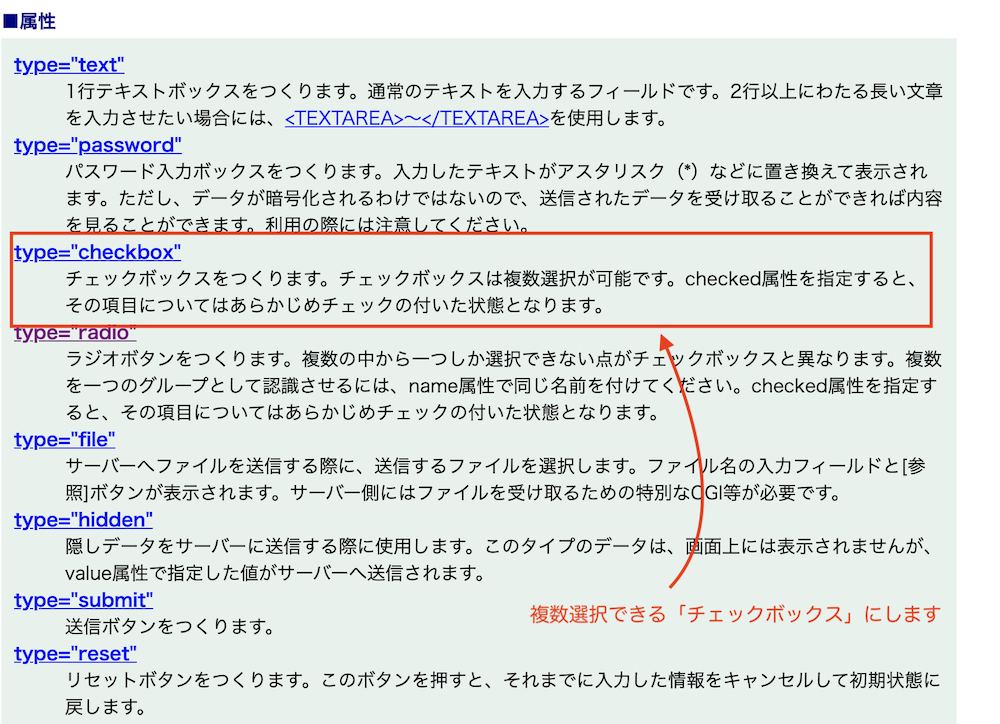 ■属性
type="text"
1行テキストボックスをつくります。通常のテキストを入力するフィールドです。2行以上にわたる長い文章
を入力させたい場合には、<TEXTAREA>〜</TEXTAREA>を使用します。
type="password"
パスワード入力ボックスをつくります。入力したテキストがアスタリスク（*）などに置き換えて表示され
ます。ただし、データが暗号化されるわけではないので、送信されたデータを受け取ることができれば内容
を見ることができます。利用の際には注意してください。
type="checkbox"
チェックボックスをつくります。チェックボックスは複数選択が可能です。checked属性を指定すると、
その項目についてはあらかじめチェックの付いた状態となります。
type="radio"
ラジオボタンをつくります。複数の中から一つしか選択できない点がチェックボックスと異なります。複数
を一つのグループとして認識させるには、name属性で同じ名前を付けてください。checked属性を指定す
ると、その項目についてはあらかじめチェックの付いた状態となります。
type="file"
サーバーへファイルを送信する際に、送信するファイルを選択します。ファイル名の入力フィールドと[参
照]ボタンが表示されます。サーバー側にはファイルを受け取るための特別なCGI等が必要です。
type="hidden"
隠しデータをサーバーに送信する際に使用します。このタイプのデータは、画面上には表示されませんが、
value属性で指定した値がサーバーへ送信されます。
type="submit"
送信ボタンをつくります。
複数選択できる「チェックボックス」にします
type="reset"
リセットボタンをつくります。このボタンを押すと、それまでに入力した情報をキャンセルして初期状態に
戻します。